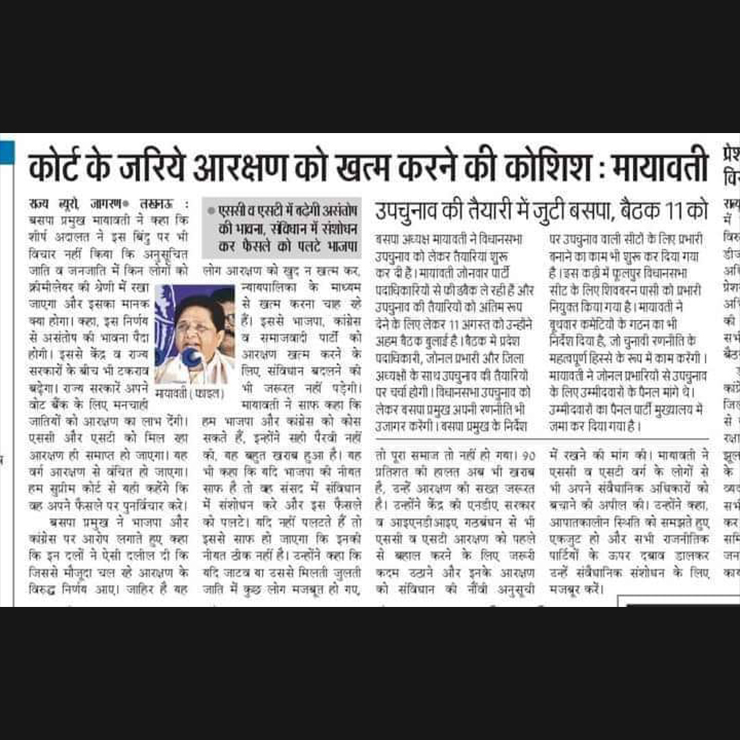 कोर्ट के जरिये आरक्षण को खत्म करने की कोशिश : मायावती
राज्य ब्यूरो, जागरण● लखनऊ :
बसपा प्रमुख मायावती ने कहा कि
शीर्ष अदालत ने इस बिंदु पर भी
विचार नहीं किया कि अनुसूचित
जाति व जनजाति में किन लोगों को
क्रीमीलेयर की श्रेणी में रखा
जाएगा और इसका मानक
क्या होगा। कहा, इस निर्णय
से असंतोष की भावना पैदा
होगी। इससे केंद्र व राज्य
सरकारों के बीच भी टकराव
बढ़ेगा। राज्य सरकारें अपने
वोट बैंक के लिए मनचाही
जातियों को आरक्षण का लाभ देंगी।
एससी और एसटी को मिल रहा
आरक्षण ही समाप्त हो जाएगा। यह
वर्ग आरक्षण से वंचित हो जाएगा।
हम सुप्रीम कोर्ट से यही कहेंगे कि
वह अपने फैसले पर पुनर्विचार करे।
बसपा प्रमुख ने भाजपा और
कांग्रेस पर आरोप लगाते हुए कहा
कि इन दलों ने ऐसी दलील दी कि
जिससे मौजूदा चल रहे आरक्षण के
विरुद्ध निर्णय आए। जाहिर है यह
● एससी व एसटी में बढ़ेगी असंतोष
की भावना, संविधान में संशोधन
कर फैसले को पलटे भाजपा
लोग आरक्षण को खुद न खत्म कर,
न्यायपालिका के माध्यम
से खत्म करना चाह रहे
हैं। इससे भाजपा, कांग्रेस
व समाजवादी पार्टी को
आरक्षण खत्म करने के
लिए संविधान बदलने की
भी जरूरत नहीं पड़ेगी।
मायावती (फाइल)
मायावती ने साफ कहा कि
हम भाजपा और कांग्रेस को कोस
सकते हैं, इन्होंने सही पैरवी नहीं
की, यह बहुत खराब हुआ है। यह
भी कहा कि यदि भाजपा की नीयत
साफ है तो वह संसद में संविधान
में संशोधन करे और इस फैसले
को पलटे। यदि नहीं पलटते हैं तो
इससे साफ हो जाएगा कि इनकी
नीयत ठीक नहीं है। उन्होंने कहा कि
यदि जाटव या उससे मिलती जुलती
जाति में कुछ लोग मजबूत हो गए,
तो पूरा समाज तो नहीं हो गया। 90
प्रतिशत की हालत अब भी खराब
है, उन्हें आरक्षण की सख्त जरूरत
है। उन्होंने केंद्र की एनडीए सरकार
व आइएनडीआइए गठबंधन से भी
एससी व एसटी आरक्षण को पहले
से बहाल करने के लिए जरूरी
कदम उठाने और इनके आरक्षण
को संविधान की नौवीं अनुसूची
में रखने की मांग की। मायावती ने
एससी व एसटी वर्ग के लोगों से
भी अपने संवैधानिक अधिकारों को
बचाने की अपील की। उन्होंने कहा,
आपातकालीन स्थिति को समझते हुए
एकजुट हों और सभी राजनीतिक
पार्टियों के ऊपर दबाव डालकर
उन्हें संवैधानिक संशोधन के लिए
मजबूर करें।
उपचुनाव की तैयारी में जुटी बसपा, बैठक 11 को
बसपा अध्यक्ष मायावती ने विधानसभा
उपचुनाव को लेकर तैयारियां शुरू
कर दी हैं। मायावती जोनवार पार्टी
पदाधिकारियों से फीडबैक ले रही हैं और
उपचुनाव की तैयारियों को अंतिम रूप
देने के लिए लेकर 11 अगस्त को उन्होंने
अहम बैठक बुलाई है। बैठक में प्रदेश
पदाधिकारी, जोनल प्रभारी और जिला
अध्यक्षों के साथ उपचुनाव की तैयारियों
पर चर्चा होगी। विधानसभा उपचुनाव को
लेकर बसपा प्रमुख अपनी रणनीति भी
उजागर करेंगी। बसपा प्रमुख के निर्देश
पर उपचुनाव वाली सीटों के लिए प्रभारी
बनाने का काम भी शुरू कर दिया गया
है। इस कड़ी में फूलपुर विधानसभा
सीट के लिए शिवबरन पासी को प्रभारी
नियुक्त किया गया है। मायावती ने
बूथवार कमेटियों के गठन का भी
निर्देश दिया है, जो चुनावी रणनीति के
महत्वपूर्ण हिस्से के रूप में काम करेंगी।
मायावती ने जोनल प्रभारियों से उपचुनाव
के लिए उम्मीदवारों के पैनल मांगे थे।
उम्मीदवारों का पैनल पार्टी मुख्यालय में
जमा कर दिया गया है।